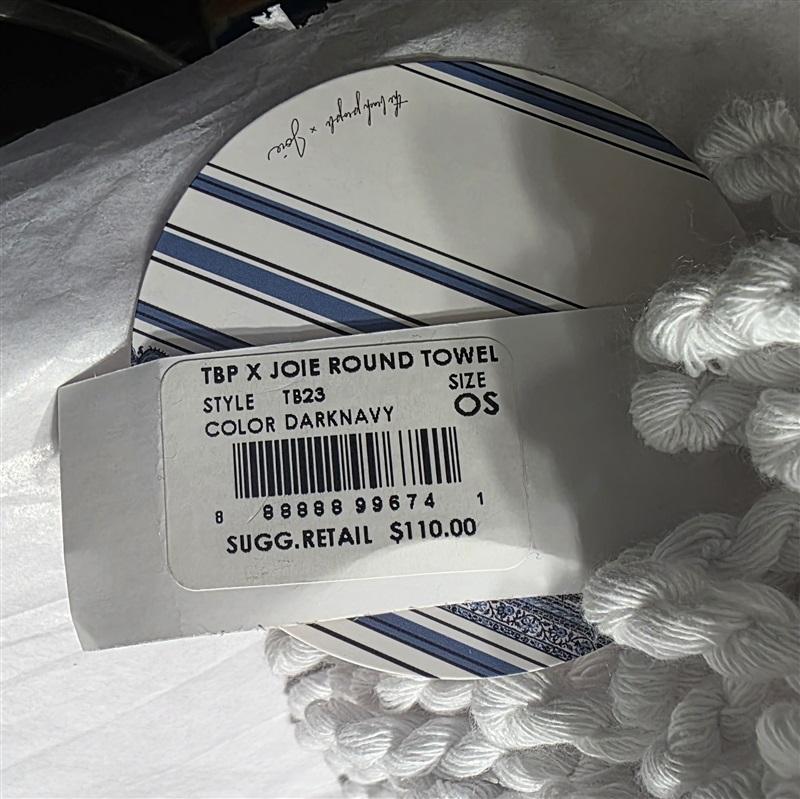 the beach people x Joie
TBP X JOIE ROUND TOWEL
STYLE TB23
SIZE
OS
COLOR DARKNAVY
8 88888 99674 1
SUGG.RETAIL $110.00